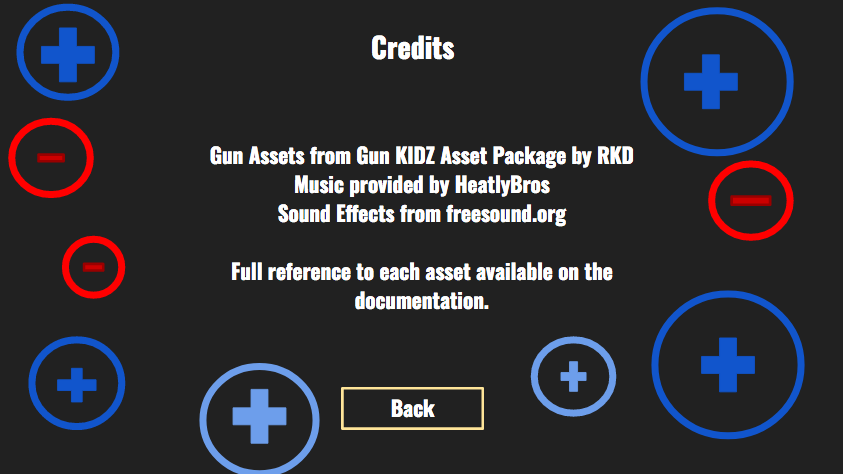 Credits
Gun Assets from Gun KIDZ Asset Package by RKD
Music provided by HeatlyBros
Sound Effects from freesound.org
Full reference to each asset available on the
documentation.
Back